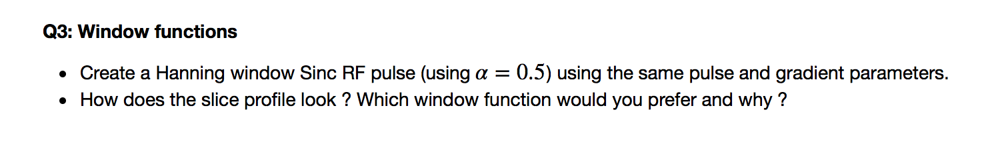 Q3: Window functions
• Create a Hanning window Sinc RF pulse (using α = 0.5) using the same pulse and gradient parameters.
• How does the slice profile look ? Which window function would you prefer and why ?